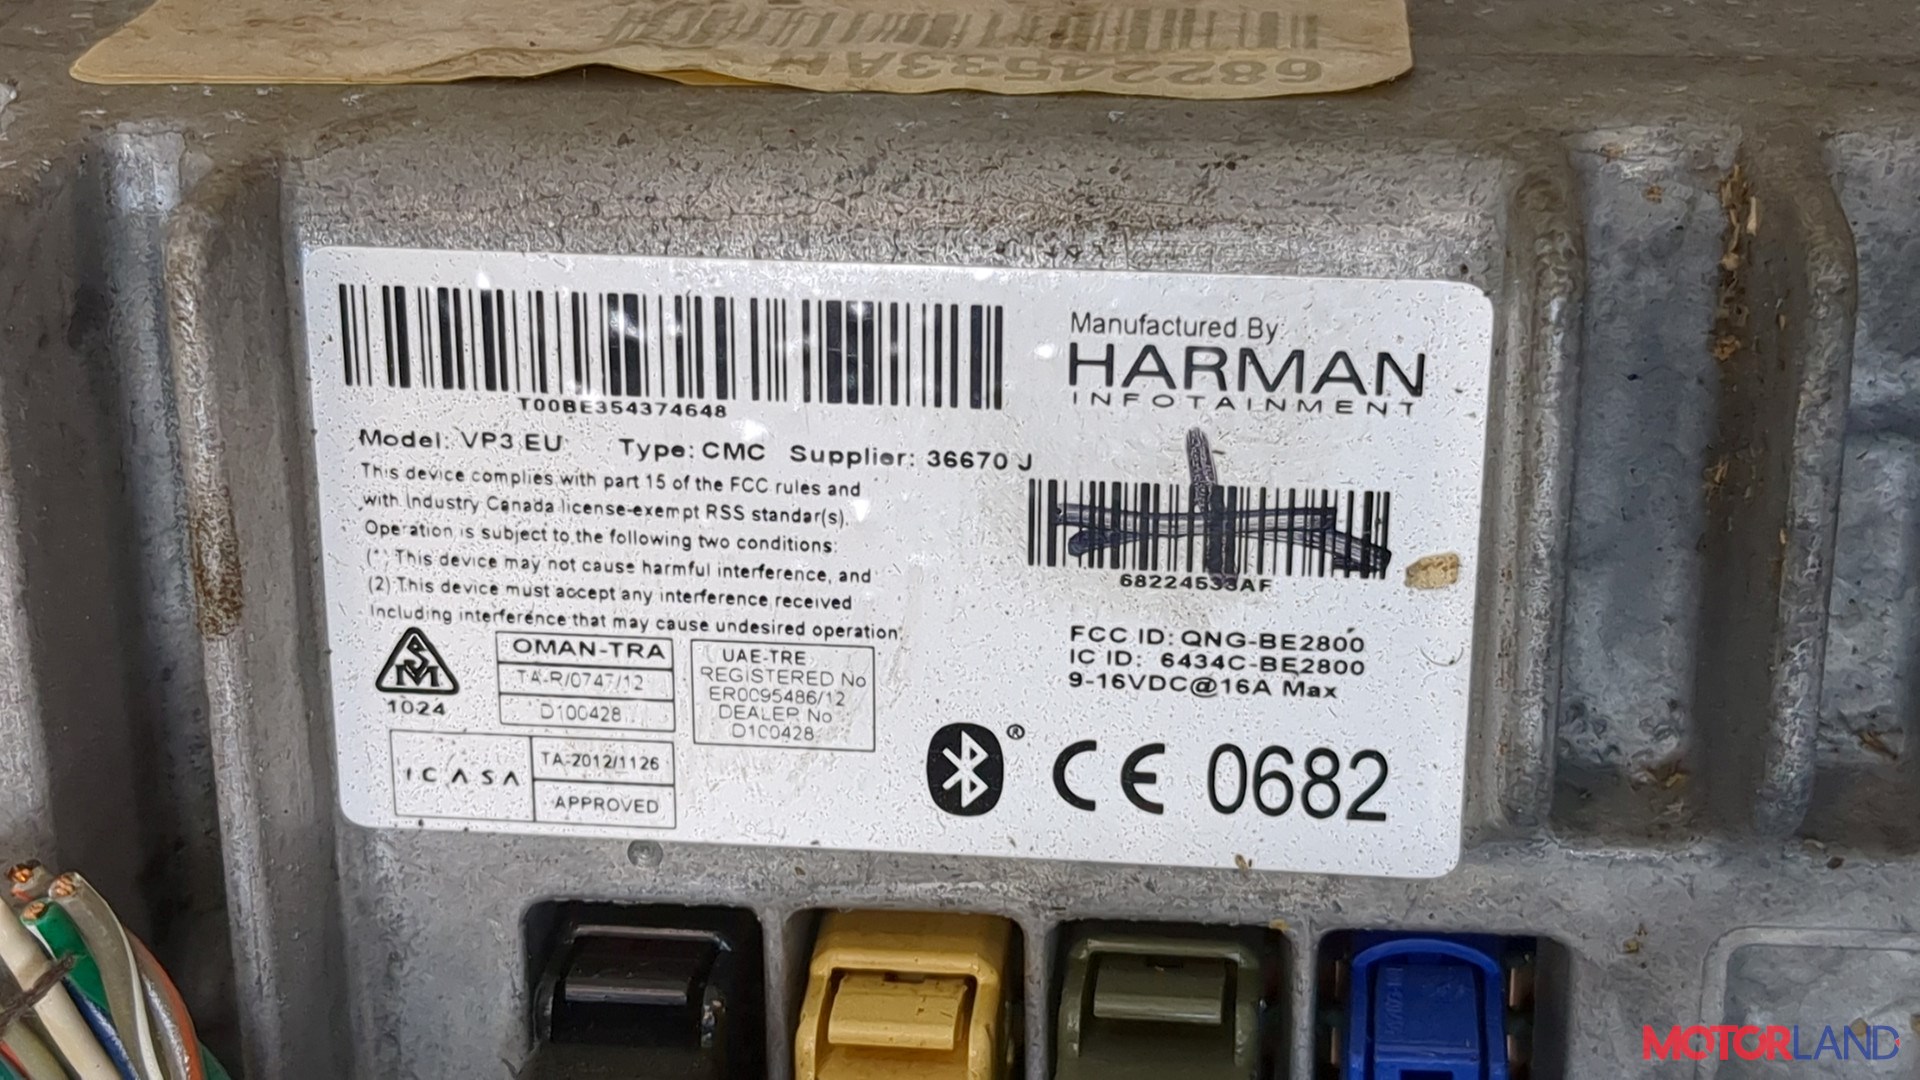 68224533AH
T00BE354374648
Manufactured By
HARMAN
INFOTAINMENT
Model: VP3 EU Type: CMC Supplier: 36670 J
This device complies with part 15 of the FCC rules and
with Industry Canada license-exempt RSS standar(s).
Operation is subject to the following two conditions:
(*) This device may not cause harmful interference, and
(2) This device must accept any interference received
Including interference that may cause undesired operation.
68224533AF
FCC ID: QNG-BE2800
IC ID: 6434C-BE2800
9-16VDC@16A Max
1024
OMAN-TRA
TA-R/0747/12
D100428
UAE-TRE
REGISTERED No
ER0095486/12
DEALER No
D100428
ICASA
TA-2012/1126
APPROVED
CE 0682
MOTORLAND